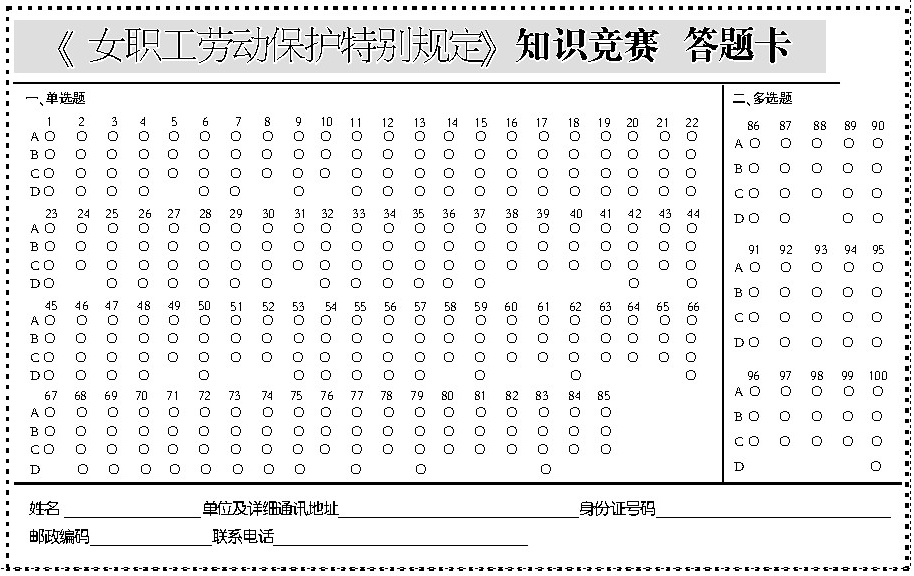 《女职工劳动保护特别规定》知识竞赛 答题卡
一、单选题
1 2 3 4 5 6 7 8 9 10 11 12 13 14 15 16 17 18 19 20 21 22
A
B
C
D
23 24 25 26 27 28 29 30 31 32 33 34 35 36 37 38 39 40 41 42 43 44
A
B
C
D
45 46 47 48 49 50 51 52 53 54 55 56 57 58 59 60 61 62 63 64 65 66
A
B
C
D
67 68 69 70 71 72 73 74 75 76 77 78 79 80 81 82 83 84 85
A
B
C
D
二、多选题
86 87 88 89 90
A
B
C
D
91 92 93 94 95
A
B
C
D
96 97 98 99 100
A
B
C
D
姓名 单位及详细通讯地址 身份证号码
邮政编码 联系电话